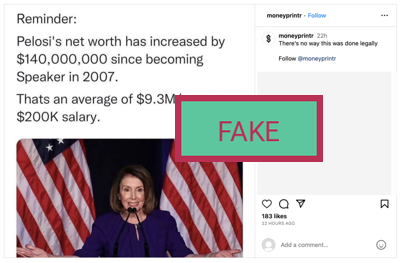 Reminder:
Pelosi's net worth has increased by
$140,000,000 since becoming
Speaker in 2007.
Thats an average of $9.3M
$200K salary.
FAKE
moneyprintr • Follow
moneyprintr 22h
There's no way this was done legally
Follow @moneyprintr
183 likes
22 HOURS AGO
Add a comment...